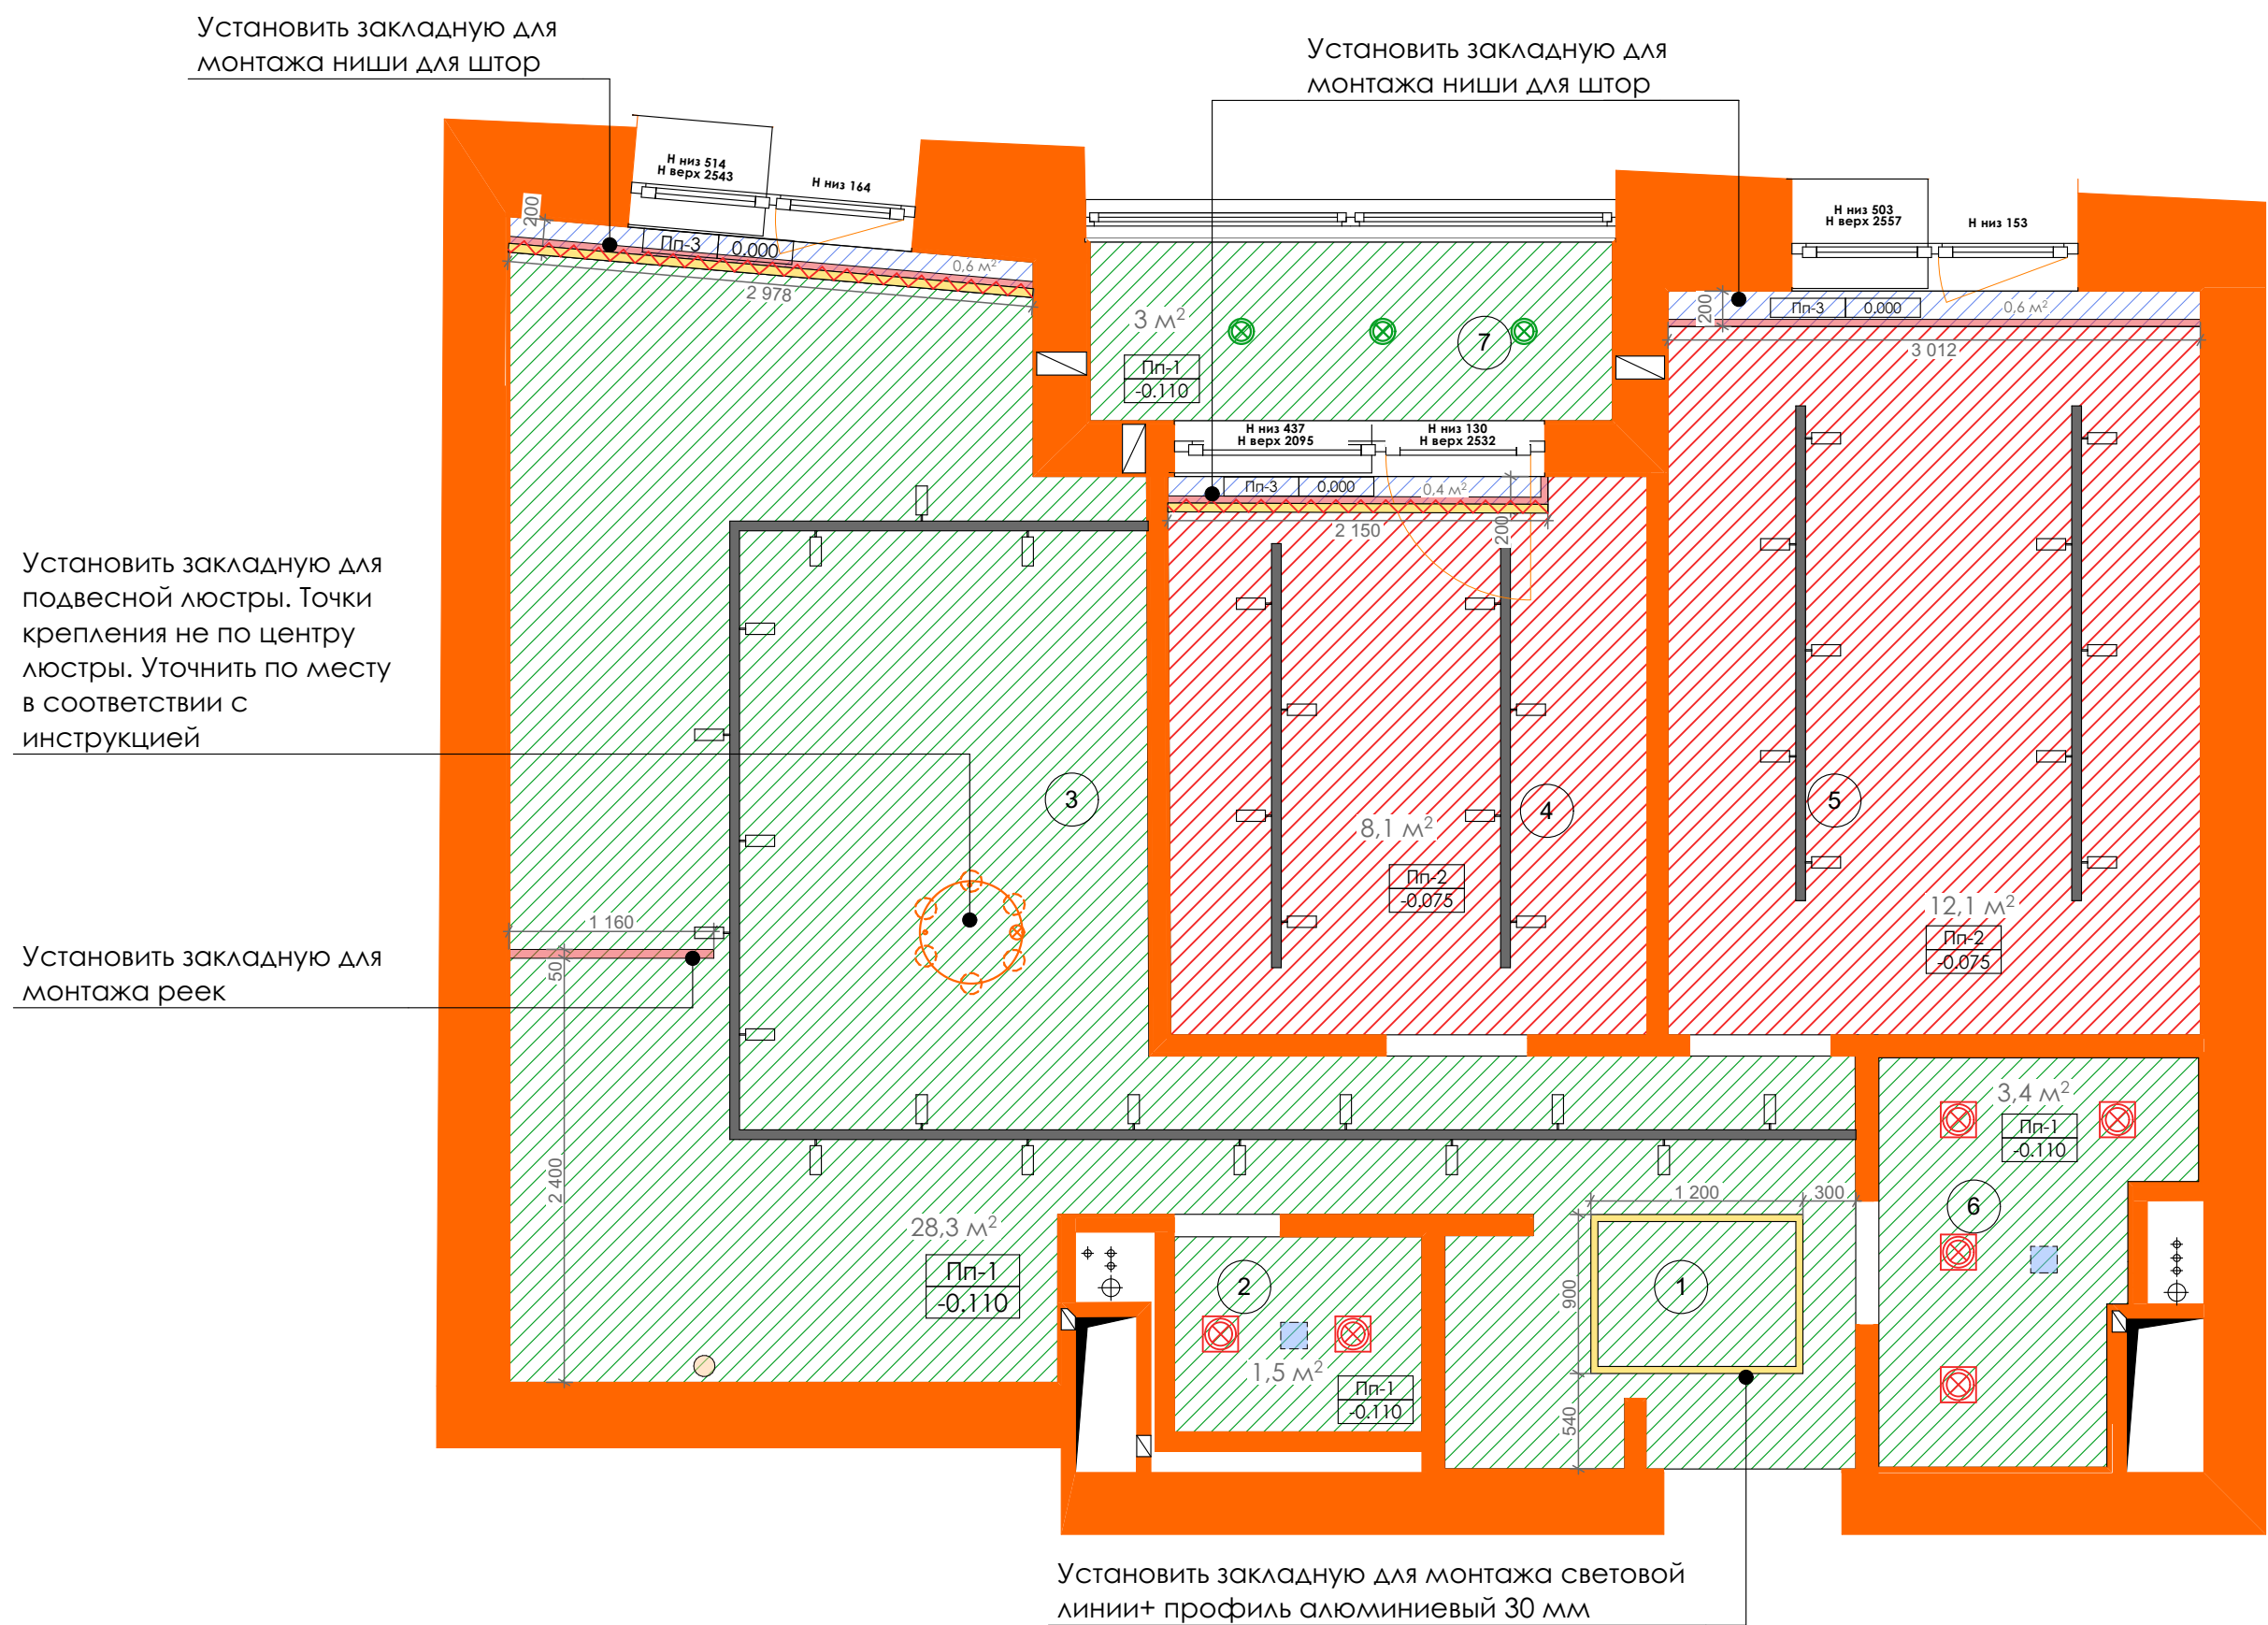 Установить закладную для
монтажа ниши для штор
Установить закладную для
монтажа ниши для штор
Н низ 514
Н верх 2543
Н низ 164
200
Пп-3 0.000
0,6 м²
2 978
Н низ 503
Н верх 2557
Н низ 153
200
Пп-3 0.000
0,6 м²
3 012
3 м²
7
Пп-1
-0.110
Н низ 437
Н верх 2095
Н низ 130
Н верх 2532
Пп-3 0.000
0,4 м²
2 150
200
Установить закладную для
подвесной люстры. Точки
крепления не по центру
люстры. Уточнить по месту
в соответствии с
инструкцией
3
4
8,1 м²
Пп-2
-0.075
5
12,1 м²
Пп-2
-0.075
1 160
50
Установить закладную для
монтажа реек
2 400
3,4 м²
Пп-1
-0.110
6
28,3 м²
Пп-1
-0.110
1 200
300
900
1
540
2
1,5 м²
Пп-1
-0.110
Установить закладную для монтажа световой
линии+ профиль алюминиевый 30 мм